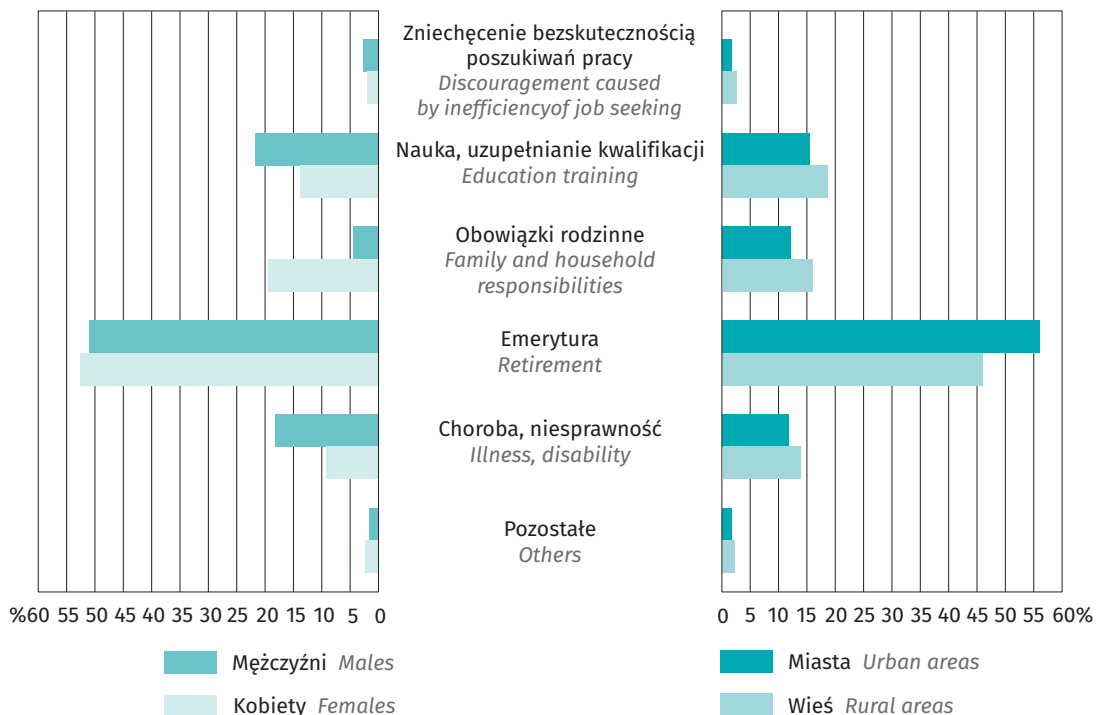 Zniechęcenie bezskutecznością
poszukiwań pracy
Discouragement caused
by inefficiencyof job seeking
Nauka, uzupełnianie kwalifikacji
Education training
Obowiązki rodzinne
Family and household
responsibilities
Emerytura
Retirement
Choroba, niesprawność
Illness, disability
Pozostałe
Others
%60 55 50 45 40 35 30 25 20 15 10 5 0
0 5 10 15 20 25 30 35 40 45 50 55 60%
Mężczyźni Males
Kobiety Females
Miasta Urban areas
Wieś Rural areas